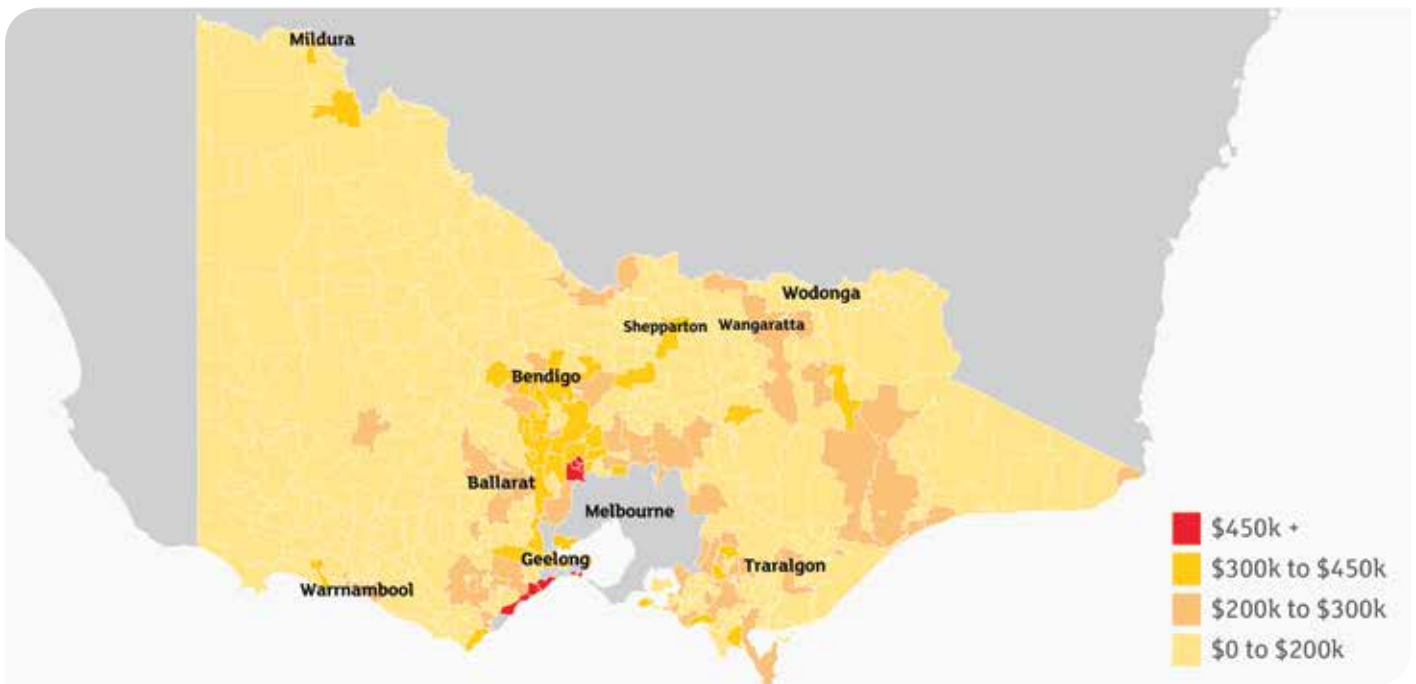 Mildura
Wodonga
Shepparton
Wangaratta
Bendigo
Ballarat
Melbourne
Geelong
Traralgon
Warrnambool
$450k +
$300k to $450k
$200k to $300k
$0 to $200k